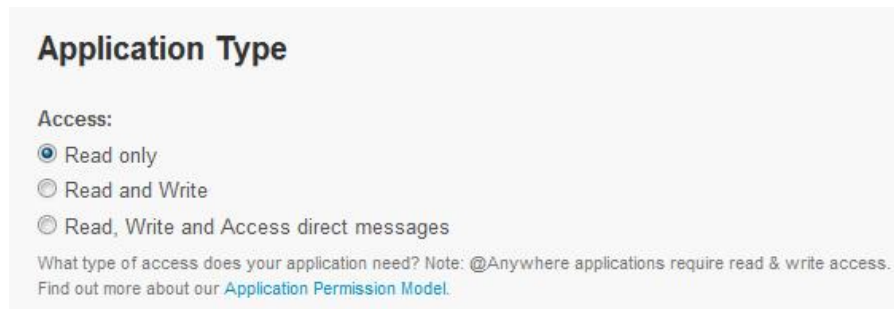 Application Type
Access:
Read only
Read and Write
Read, Write and Access direct messages
What type of access does your application need? Note: @Anywhere applications require read & write access.
Find out more about our Application Permission Model.